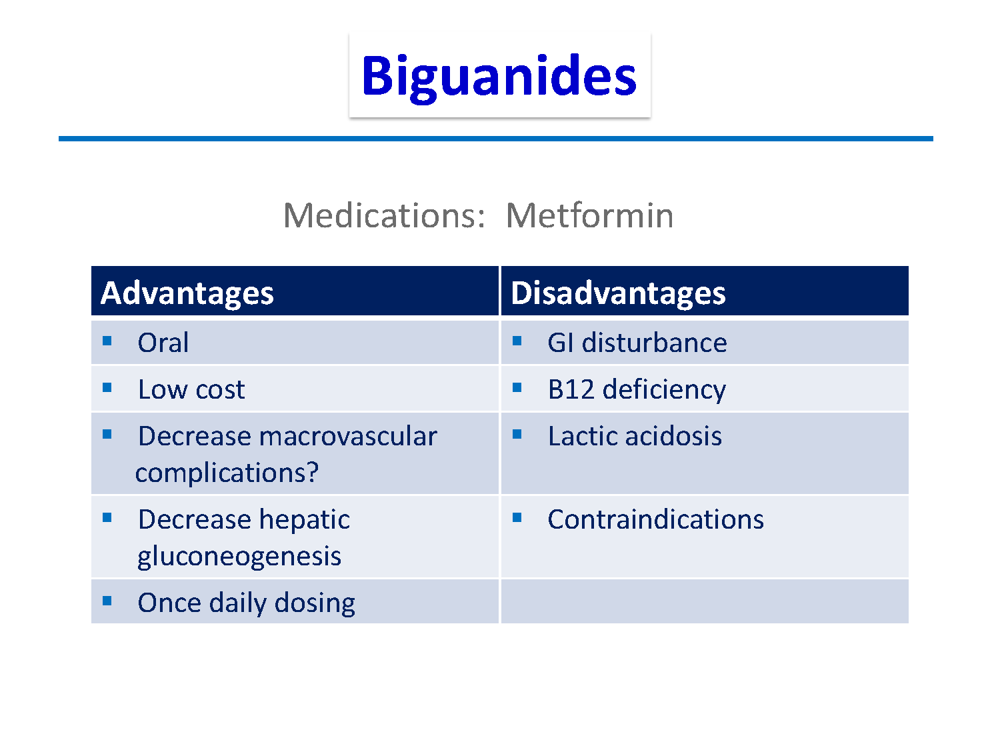 Biguanides
Medications: Metformin
Advantages
Disadvantages
▪ Oral
▪ GI disturbance
▪ Low cost
▪ B12 deficiency
▪ Decrease macrovascular
complications?
▪ Lactic acidosis
▪ Decrease hepatic
gluconeogenesis
▪ Contraindications
▪ Once daily dosing